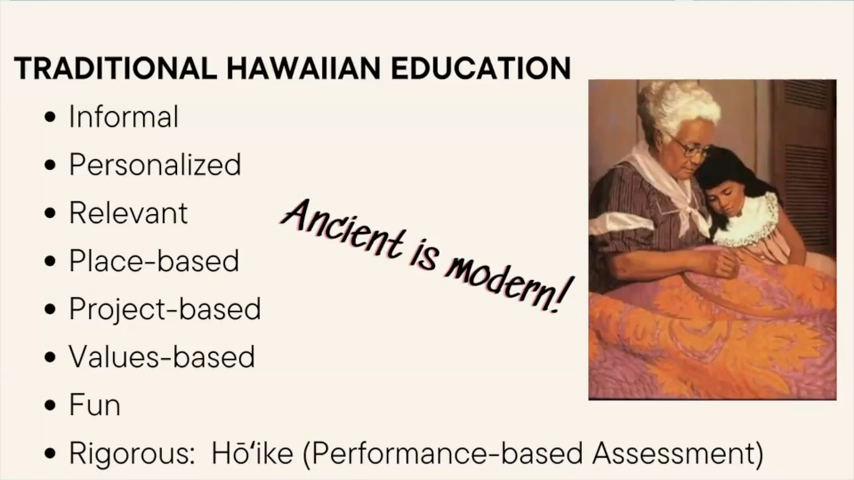 TRADITIONAL HAWAIIAN EDUCATION
• Informal
• Personalized
• Relevant
• Place-based
• Project-based
• Values-based
• Fun
• Rigorous: Hōʻike (Performance-based Assessment)
Ancient is modern!